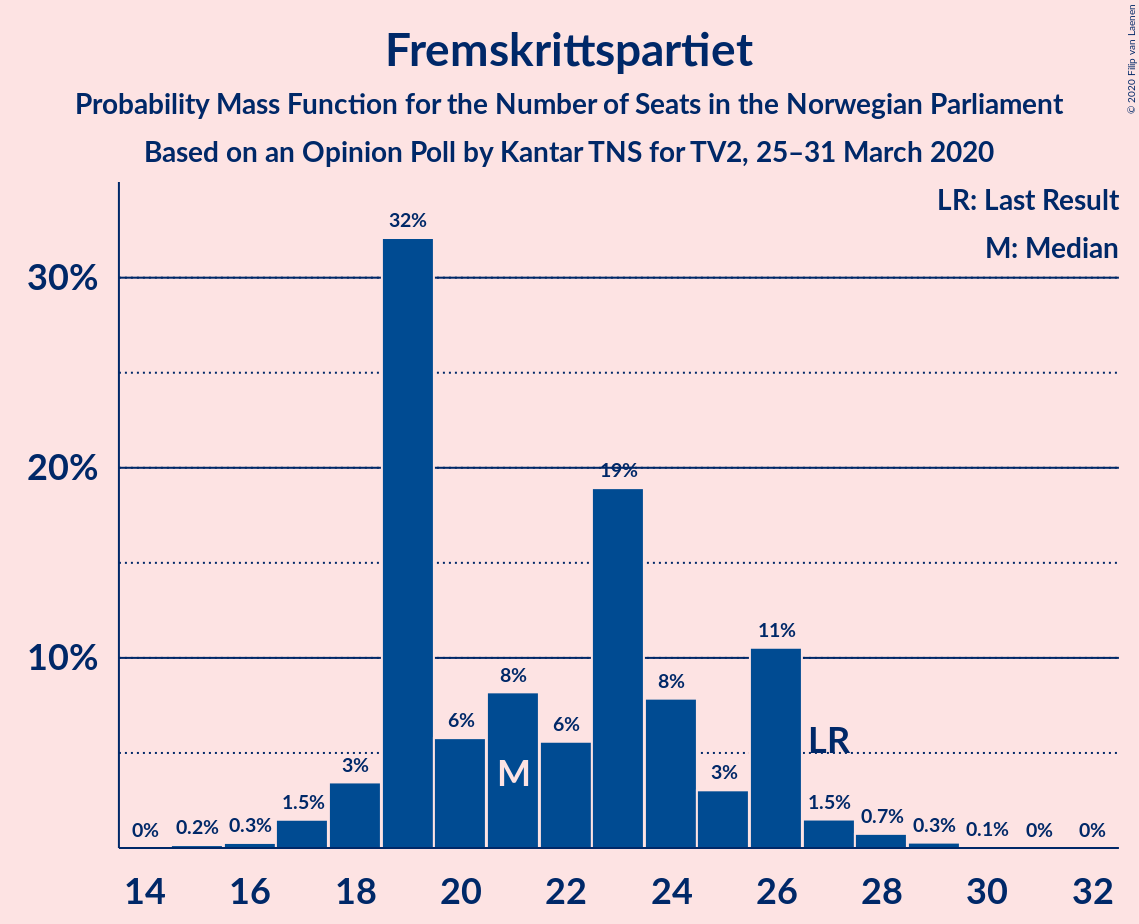 Fremskrittspartiet
Probability Mass Function for the Number of Seats in the Norwegian Parliament
Based on an Opinion Poll by Kantar TNS for TV2, 25–31 March 2020
© 2020 Filip van Laenen
LR: Last Result
M: Median
30%
20%
10%
0%
0.2%
0.3%
1.5%
3%
32%
6%
8%
6%
19%
8%
3%
11%
1.5%
0.7%
0.3%
0.1%
0%
0%
M
LR
14 16 18 20 22 24 26 28 30 32